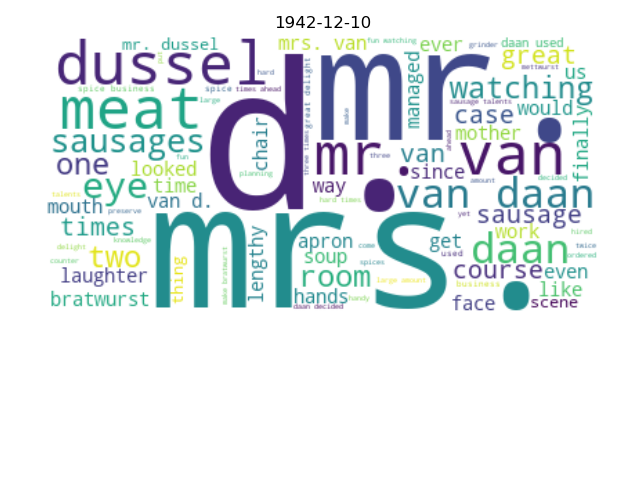 1942-12-10
mr. dussel
mrs. van
fun watching
ever
grinder
daan used
put
dussel
hard
great delight
mr.
managed
great
mettwurst
us
spice business
spice
times ahead
d
watching
meat
large
make
sausage talents
case
would
finally
sausages
fun
chair
three times
mother
one
looked
planning
mr.
van
van
since
ahead
three
decided
eye
time
way
amount
talents
hard times
van daan
mouth
preserve
van d.
mrs.
yet
sausage
hired
times
knowledge
lengthy
apron
come
get
daan
work
twice
delight
two
soup
used
ordered
counter
thing
make bratwurst
spices
room
large amount
course
even
laughter
business
like
bratwurst
hands
handy
face
scene
daan decided